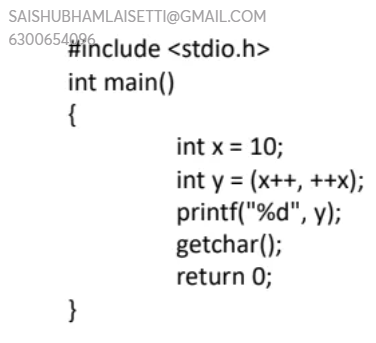 SAISHUBHAMLAISETTI@GMAIL.COM
6300654096
#include <stdio.h>
int main()
{
int x = 10;
int y = (x++, ++x);
printf("%d", y);
getchar();
return 0;
}